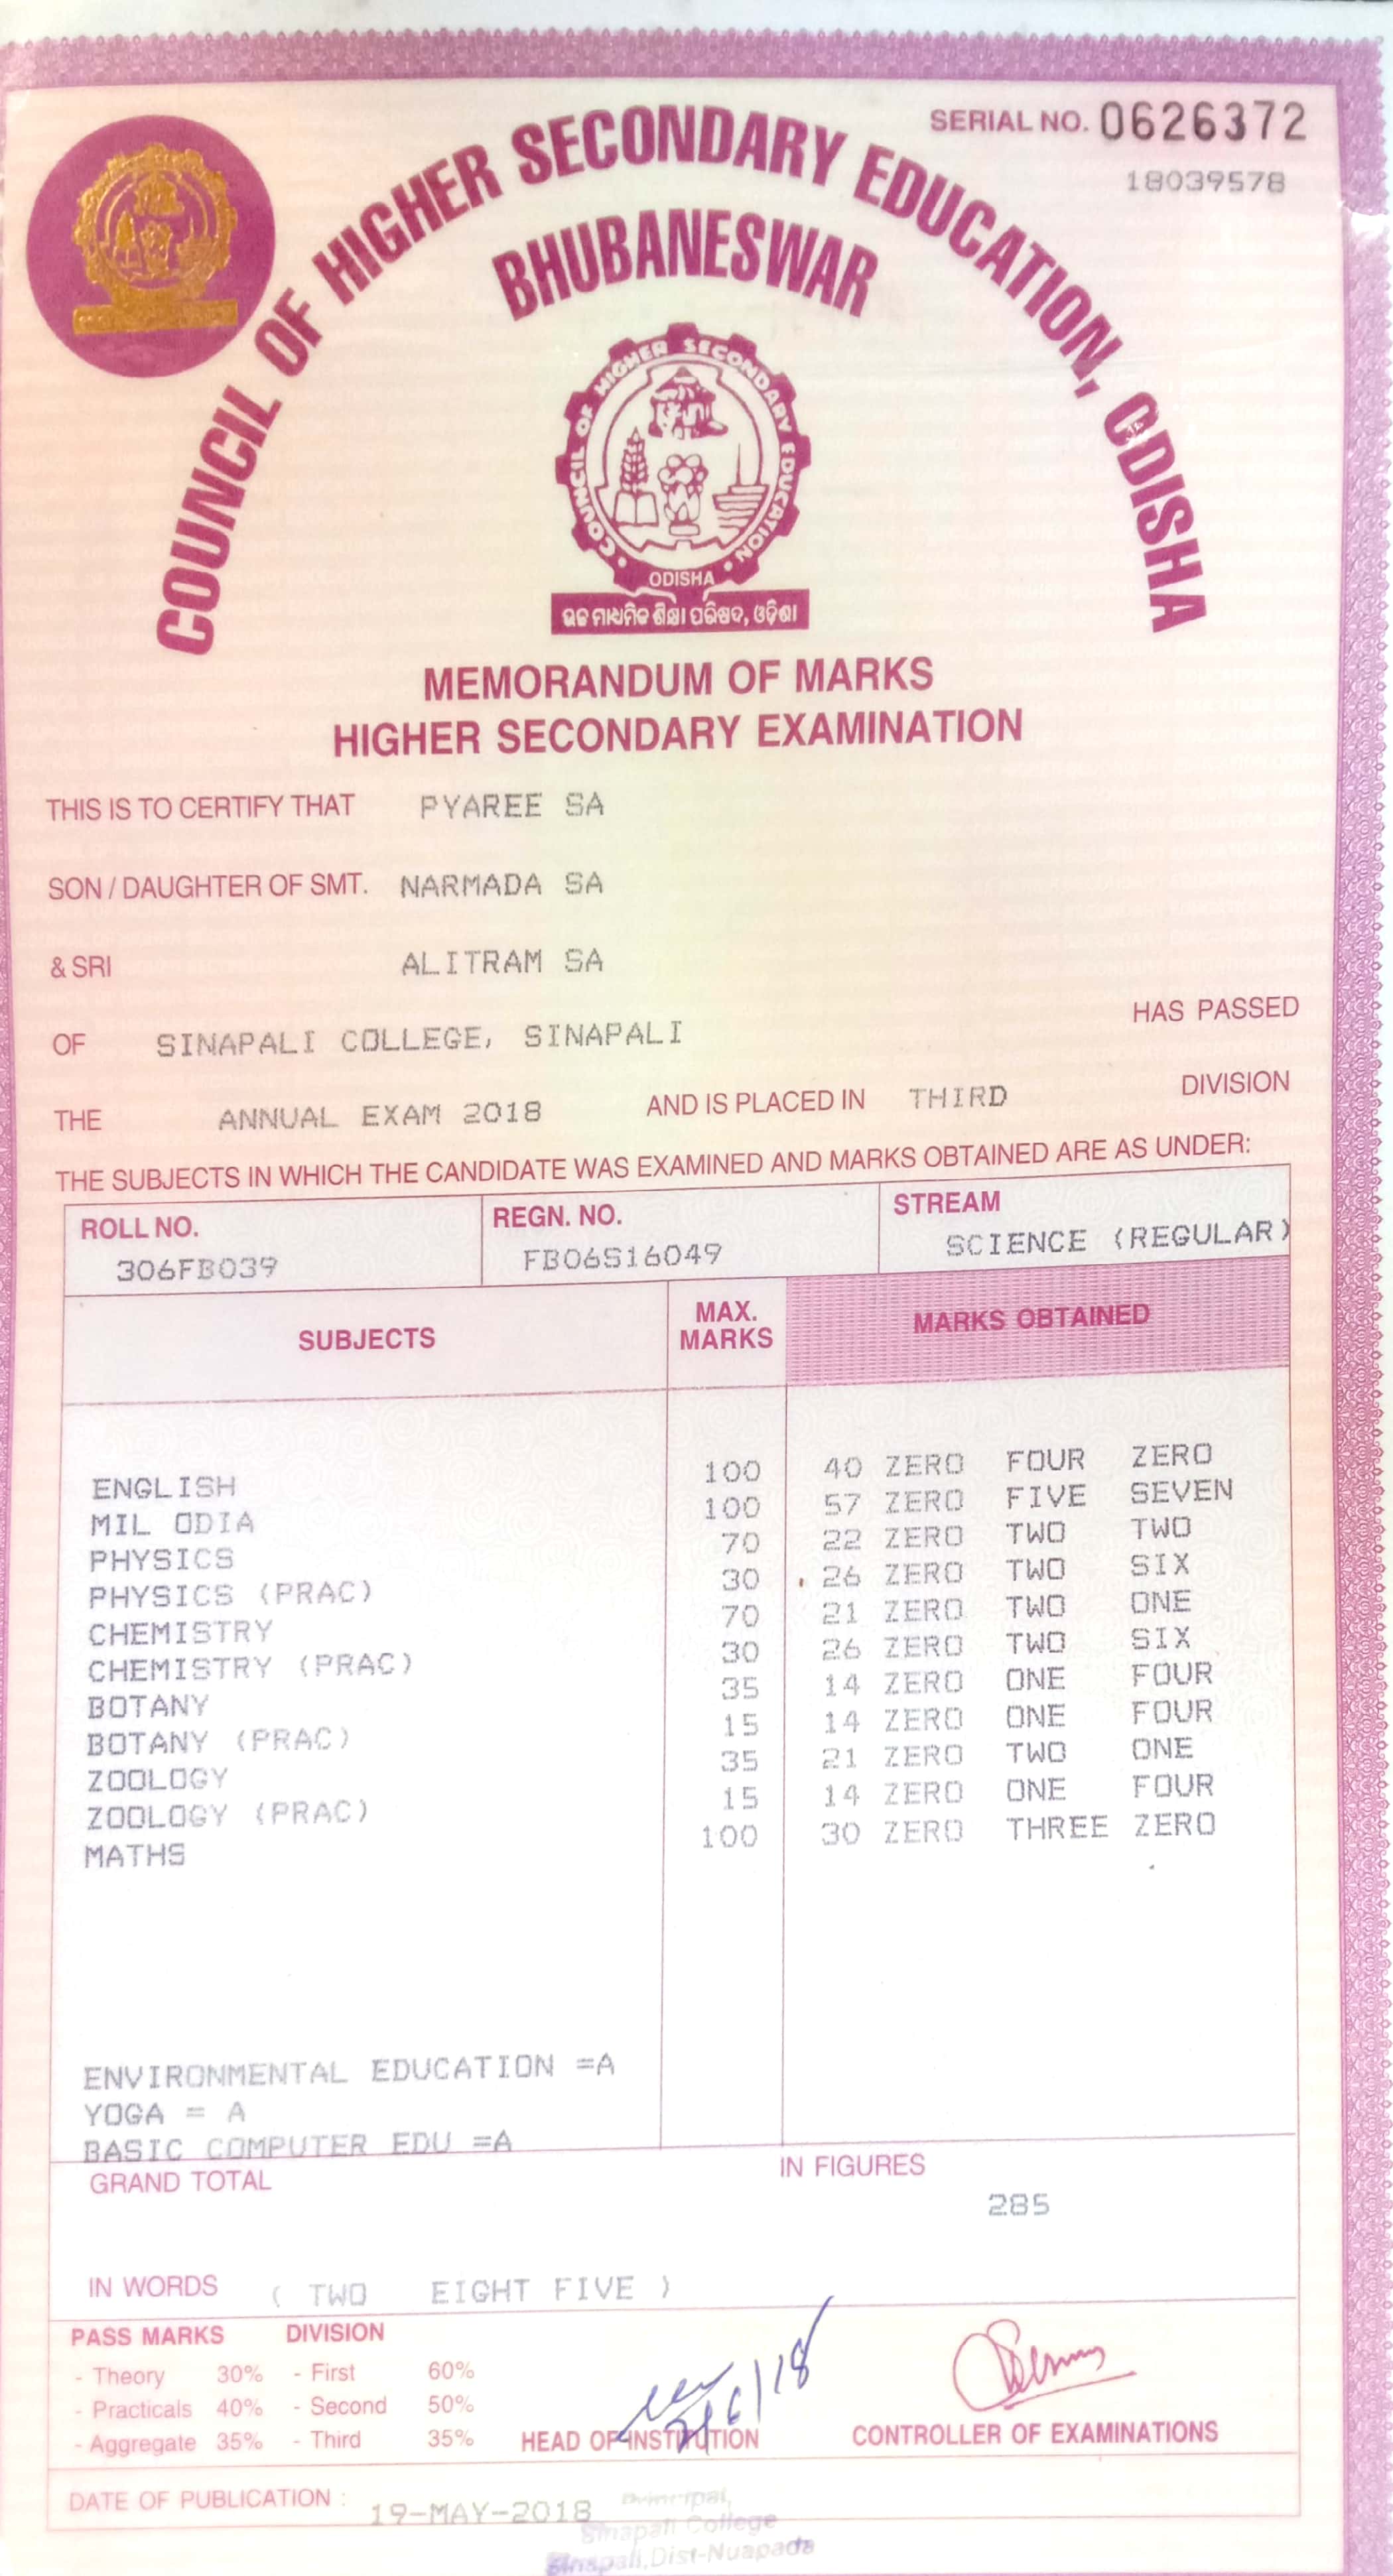 SERIAL NO. 0626372
18039578
COUNCIL OF HIGHER SECONDARY EDUCATION, ODISHA
BHUBANESWAR
COUNCIL OF HIGHER SECONDARY EDUCATION
ODISHA
ଉଚ୍ଚ ମାଧ୍ୟମିକ ଶିକ୍ଷା ପରିଷଦ, ଓଡ଼ିଶା
MEMORANDUM OF MARKS
HIGHER SECONDARY EXAMINATION
THIS IS TO CERTIFY THAT PYAREE SA
SON / DAUGHTER OF SMT. NARMADA SA
& SRI ALITRAM SA
OF SINAPALI COLLEGE, SINAPALI HAS PASSED
THE ANNUAL EXAM 2018 AND IS PLACED IN THIRD DIVISION
THE SUBJECTS IN WHICH THE CANDIDATE WAS EXAMINED AND MARKS OBTAINED ARE AS UNDER:
ROLL NO. REGN. NO. STREAM
306FB039 FB06S16049 SCIENCE (REGULAR)
SUBJECTS MAX. MARKS MARKS OBTAINED
ENGLISH 100 40 ZERO FOUR ZERO
MIL ODIA 100 57 ZERO FIVE SEVEN
PHYSICS 70 22 ZERO TWO TWO
PHYSICS (PRAC) 30 26 ZERO TWO SIX
CHEMISTRY 70 21 ZERO TWO ONE
CHEMISTRY (PRAC) 30 26 ZERO TWO SIX
BOTANY 35 14 ZERO ONE FOUR
BOTANY (PRAC) 15 14 ZERO ONE FOUR
ZOOLOGY 35 21 ZERO TWO ONE
ZOOLOGY (PRAC) 15 14 ZERO ONE FOUR
MATHS 100 30 ZERO THREE ZERO
ENVIRONMENTAL EDUCATION =A
YOGA = A
BASIC COMPUTER EDU =A
GRAND TOTAL IN FIGURES
285
IN WORDS ( TWO EIGHT FIVE )
PASS MARKS DIVISION
- Theory 30% - First 60%
- Practicals 40% - Second 50%
- Aggregate 35% - Third 35%
HEAD OF INSTITUTION CONTROLLER OF EXAMINATIONS
DATE OF PUBLICATION : 19-MAY-2018
Principal,
Sinapali College
Sinapali, Dist-Nuapada